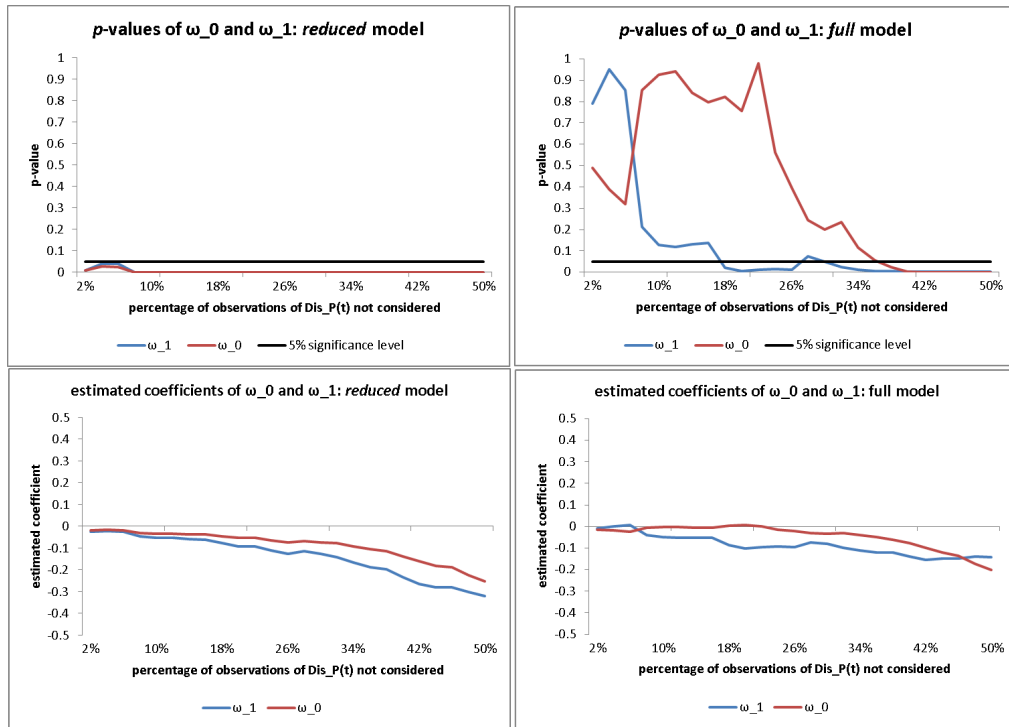 p-values of ω_0 and ω_1: reduced model
1
0.9
0.8
0.7
0.6
0.5
0.4
0.3
0.2
0.1
0
p-value
2% 10% 18% 26% 34% 42% 50%
percentage of observations of Dis_P(t) not considered
ω_1 ω_0 5% significance level
p-values of ω_0 and ω_1: full model
1
0.9
0.8
0.7
0.6
0.5
0.4
0.3
0.2
0.1
0
p-value
2% 10% 18% 26% 34% 42% 50%
percentage of observations of Dis_P(t) not considered
ω_1 ω_0 5% significance level
estimated coefficients of ω_0 and ω_1: reduced model
0.5
0.4
0.3
0.2
0.1
0
-0.1
-0.2
-0.3
-0.4
-0.5
estimated coefficient
2% 10% 18% 26% 34% 42% 50%
percentage of observations of Dis_P(t) not considered
ω_1 ω_0
estimated coefficients of ω_0 and ω_1: full model
0.5
0.4
0.3
0.2
0.1
0
-0.1
-0.2
-0.3
-0.4
-0.5
estimated coefficient
2% 10% 18% 26% 34% 42% 50%
percentage of observations of Dis_P(t) not considered
ω_1 ω_0